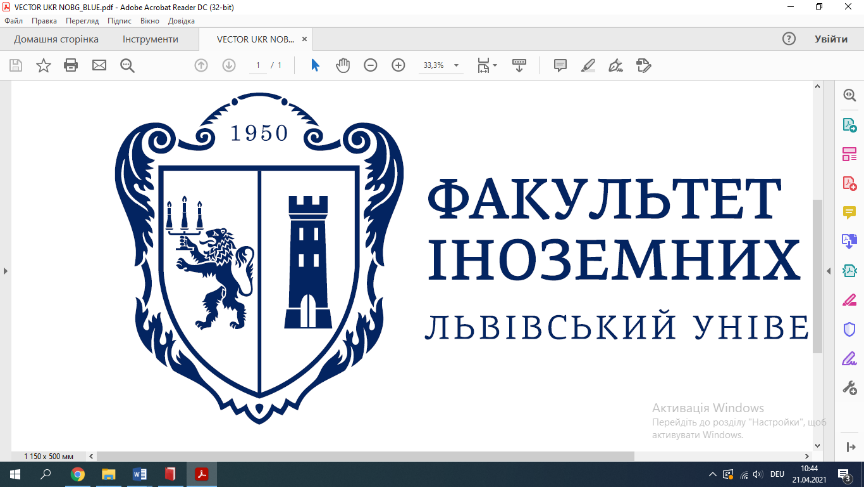 VECTOR UKR NOBG_BLUE.pdf - Adobe Acrobat Reader DC (32-bit)
Файл Правка Перегляд Підпис Вікно Довідка
Домашня сторінка Інструменти VECTOR UKR NOB... × Увійти
1 / 1 33,3%
1950
ФАКУЛЬТЕТ
ІНОЗЕМНИХ
ЛЬВІВСЬКИЙ УНІВЕ
Активація Windows
Перейдіть до розділу "Настройки", щоб
активувати Windows.
1 150 x 500 мм
DEU
10:44
21.04.2021
3